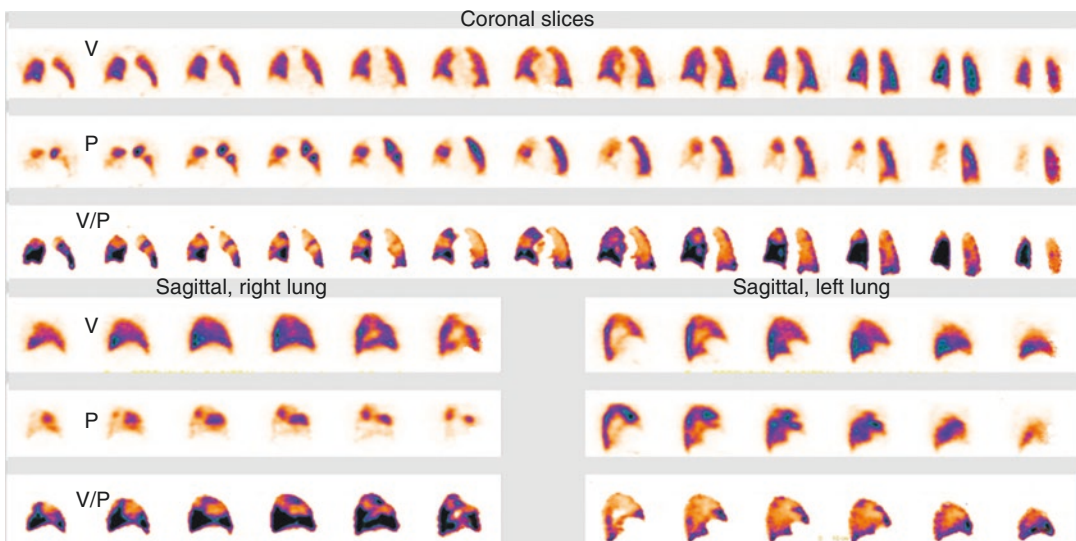 Coronal slices
V
P
V/P
Sagittal, right lung
Sagittal, left lung
V
P
V/P